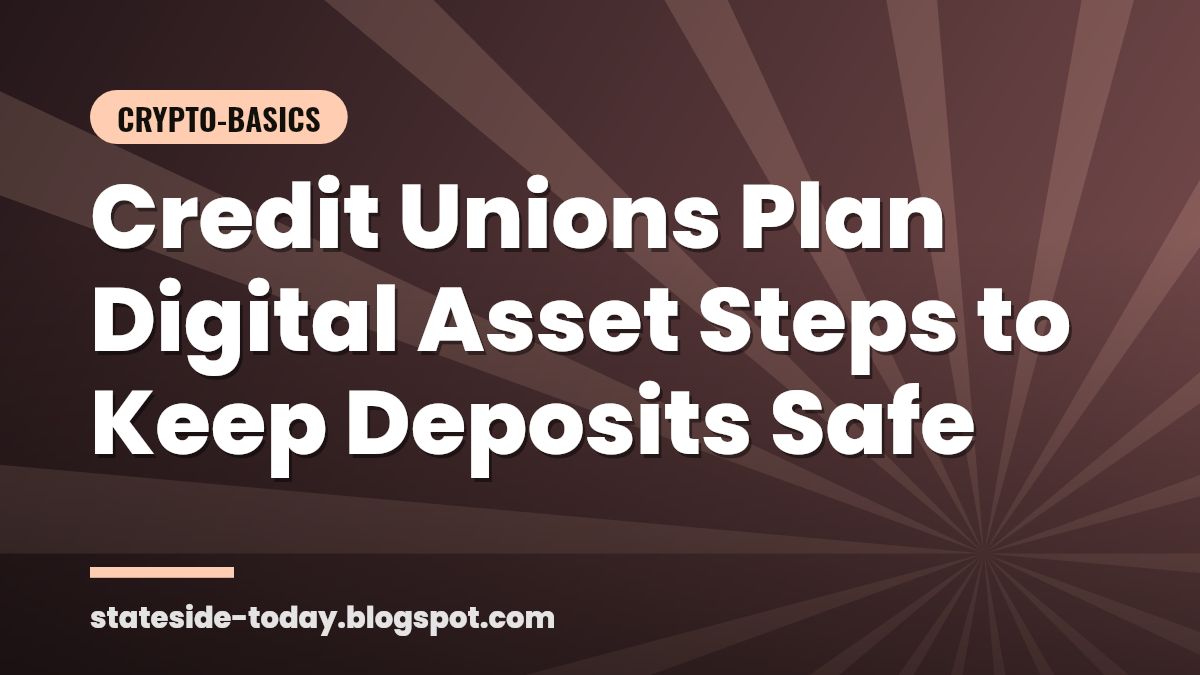 CRYPTO-BASICS
Credit Unions Plan
Digital Asset Steps to
Keep Deposits Safe
stateside-today.blogspot.com